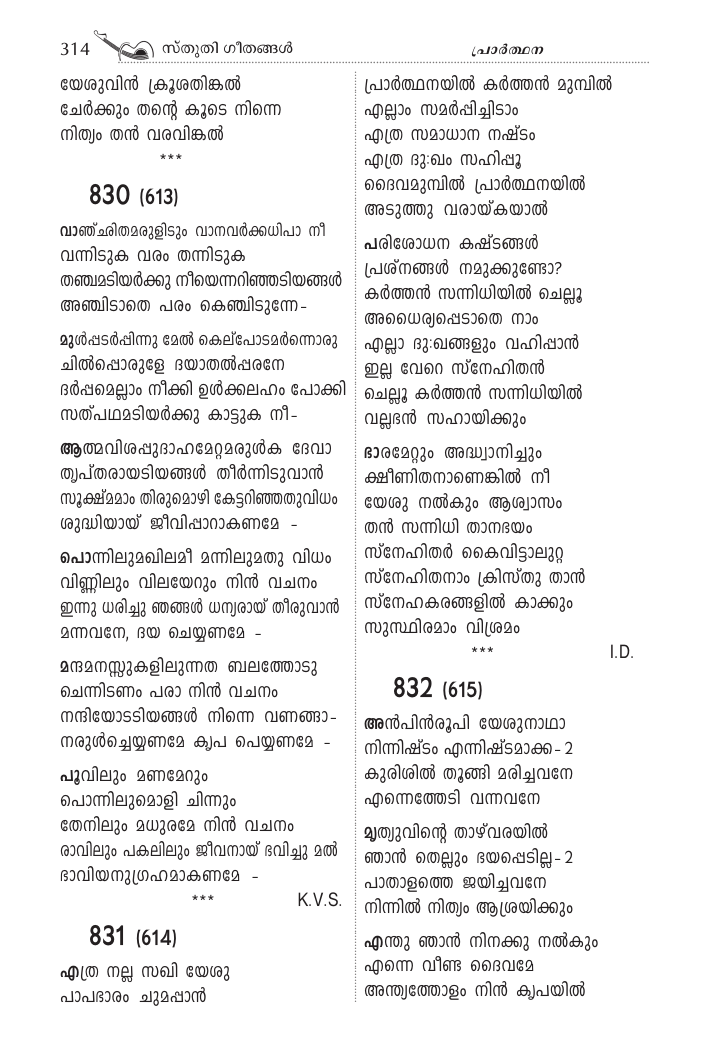 314 സ്തുതി ഗീതങ്ങൾ
പ്രാർത്ഥന
യേശുവിൻ ക്രൂശതിങ്കൽ
ചേർക്കും തന്റെ കൂടെ നിന്നെ
നിത്യം തൻ വരവിങ്കൽ
***
830 (613)
വാഞ്ഛിതമരുളിടും വാനവർക്കധിപാ നീ
വന്നിടുക വരം തന്നിടുക
തഞ്ചമടിയർക്കു നീയെന്നറിഞ്ഞടിയങ്ങൾ
അഞ്ചിടാതെ പരം കെഞ്ചിടുന്നേ-
മുൾപ്പടർപ്പിന്നു മേൽ കെല്പോടമർന്നൊരു
ചിൽപ്പൊരുളേ ദയാതൽപ്പരനേ
ദർപ്പമെല്ലാം നീക്കി ഉൾക്കലഹം പോക്കി
സത്പഥമടിയർക്കു കാട്ടുക നീ-
ആത്മവിശപ്പുദാഹമേറ്റമരുൾക ദേവാ
തൃപ്തരായടിയങ്ങൾ തീർന്നിടുവാൻ
സൂക്ഷ്മമാം തിരുമൊഴി കേട്ടറിഞ്ഞതുവിധം
ശുദ്ധിയായ് ജീവിപ്പാറാകണമേ -
പൊന്നിലുമഖിലമീ മന്നിലുമതു വിധം
വിണ്ണിലും വിലയേറും നിൻ വചനം
ഇന്നു ധരിച്ചു ഞങ്ങൾ ധന്യരായ് തീരുവാൻ
മന്നവനേ, ദയ ചെയ്യണമേ -
മന്ദമനസ്സുകളിലുന്നത ബലത്തോടു
ചെന്നിടണം പരാ നിൻ വചനം
നന്ദിയോടടിയങ്ങൾ നിന്നെ വണങ്ങാ-
നരുൾച്ചെയ്യണമേ കൃപ പെയ്യണമേ -
പൂവിലും മണമേറും
പൊന്നിലുമൊളി ചിന്നും
തേനിലും മധുരമേ നിൻ വചനം
രാവിലും പകലിലും ജീവനായ് ഭവിച്ചു മൽ
ഭാവിയനുഗ്രഹമാകണമേ -
*** K.V.S.
831 (614)
എത്ര നല്ല സഖി യേശു
പാപഭാരം ചുമപ്പാൻ
പ്രാർത്ഥനയിൽ കർത്തൻ മുമ്പിൽ
എല്ലാം സമർപ്പിച്ചിടാം
എത്ര സമാധാന നഷ്ടം
എത്ര ദു:ഖം സഹിപ്പൂ
ദൈവമുമ്പിൽ പ്രാർത്ഥനയിൽ
അടുത്തു വരായ്കയാൽ
പരിശോധന കഷ്ടങ്ങൾ
പ്രശ്നങ്ങൾ നമുക്കുണ്ടോ?
കർത്തൻ സന്നിധിയിൽ ചെല്ലൂ
അധൈര്യപ്പെടാതെ നാം
എല്ലാ ദു:ഖങ്ങളും വഹിപ്പാൻ
ഇല്ല വേറെ സ്നേഹിതൻ
ചെല്ലൂ കർത്തൻ സന്നിധിയിൽ
വല്ലഭൻ സഹായിക്കും
ഭാരമേറ്റും അദ്ധ്വാനിച്ചും
ക്ഷീണിതനാണെങ്കിൽ നീ
യേശു നൽകും ആശ്വാസം
തൻ സന്നിധി താനഭയം
സ്നേഹിതർ കൈവിട്ടാലുറ്റ
സ്നേഹിതനാം ക്രിസ്തു താൻ
സ്നേഹകരങ്ങളിൽ കാക്കും
സുസ്ഥിരമാം വിശ്രമം
*** I.D.
832 (615)
അൻപിൻരൂപി യേശുനാഥാ
നിന്നിഷ്ടം എന്നിഷ്ടമാക്ക- 2
കുരിശിൽ തൂങ്ങി മരിച്ചവനേ
എന്നെത്തേടി വന്നവനേ
മൃത്യുവിന്റെ താഴ്‌വരയിൽ
ഞാൻ തെല്ലും ഭയപ്പെടില്ല- 2
പാതാളത്തെ ജയിച്ചവനേ
നിന്നിൽ നിത്യം ആശ്രയിക്കും
എന്തു ഞാൻ നിനക്കു നൽകും
എന്നെ വീണ്ട ദൈവമേ
അന്ത്യത്തോളം നിൻ കൃപയിൽ